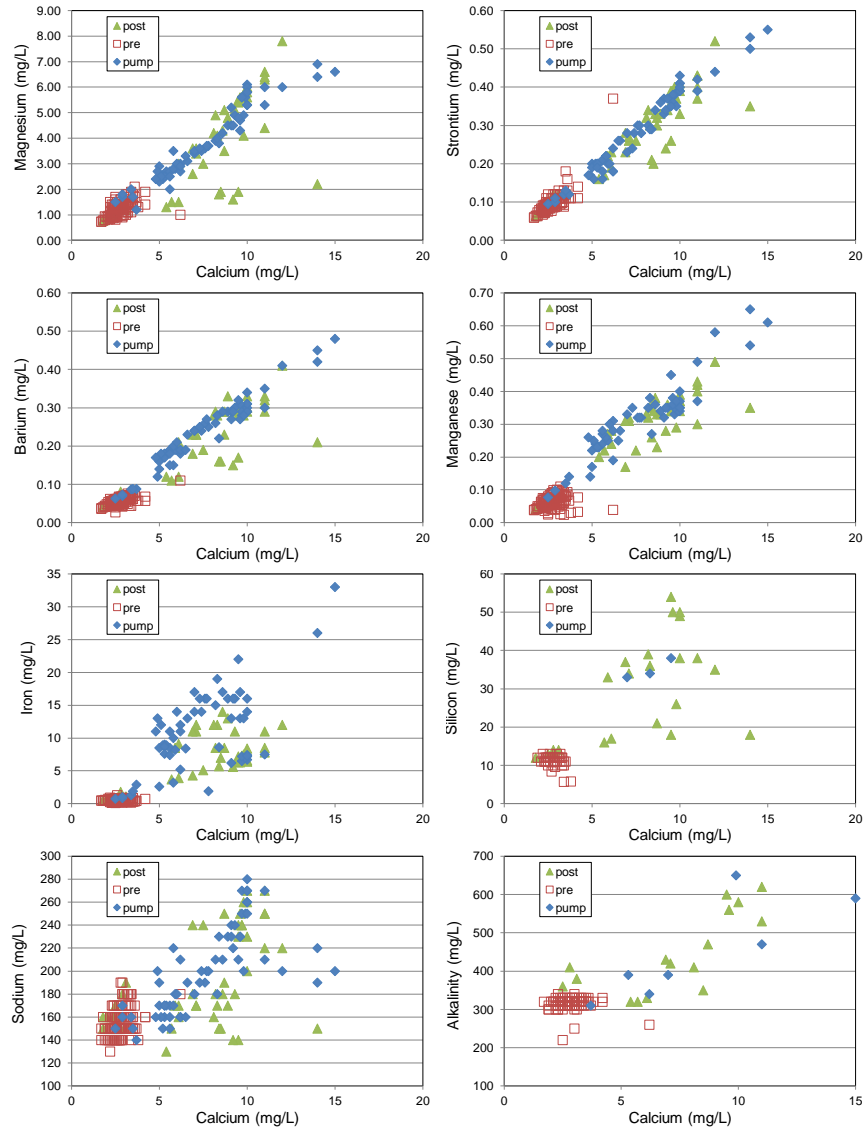 9.00
8.00
7.00
6.00
5.00
4.00
3.00
2.00
1.00
0.00
Magnesium (mg/L)
post
pre
pump
0 5 10 15 20
Calcium (mg/L)
0.60
0.50
0.40
0.30
0.20
0.10
0.00
Strontium (mg/L)
post
pre
pump
0 5 10 15 20
Calcium (mg/L)
0.60
0.50
0.40
0.30
0.20
0.10
0.00
Barium (mg/L)
post
pre
pump
0 5 10 15 20
Calcium (mg/L)
0.70
0.60
0.50
0.40
0.30
0.20
0.10
0.00
Manganese (mg/L)
post
pre
pump
0 5 10 15 20
Calcium (mg/L)
35
30
25
20
15
10
5
0
Iron (mg/L)
post
pre
pump
0 5 10 15 20
Calcium (mg/L)
60
50
40
30
20
10
0
Silicon (mg/L)
post
pre
pump
0 5 10 15 20
Calcium (mg/L)
300
280
260
240
220
200
180
160
140
120
100
Sodium (mg/L)
post
pre
pump
0 5 10 15 20
Calcium (mg/L)
700
600
500
400
300
200
100
Alkalinity (mg/L)
post
pre
pump
0 5 10 15
Calcium (mg/L)